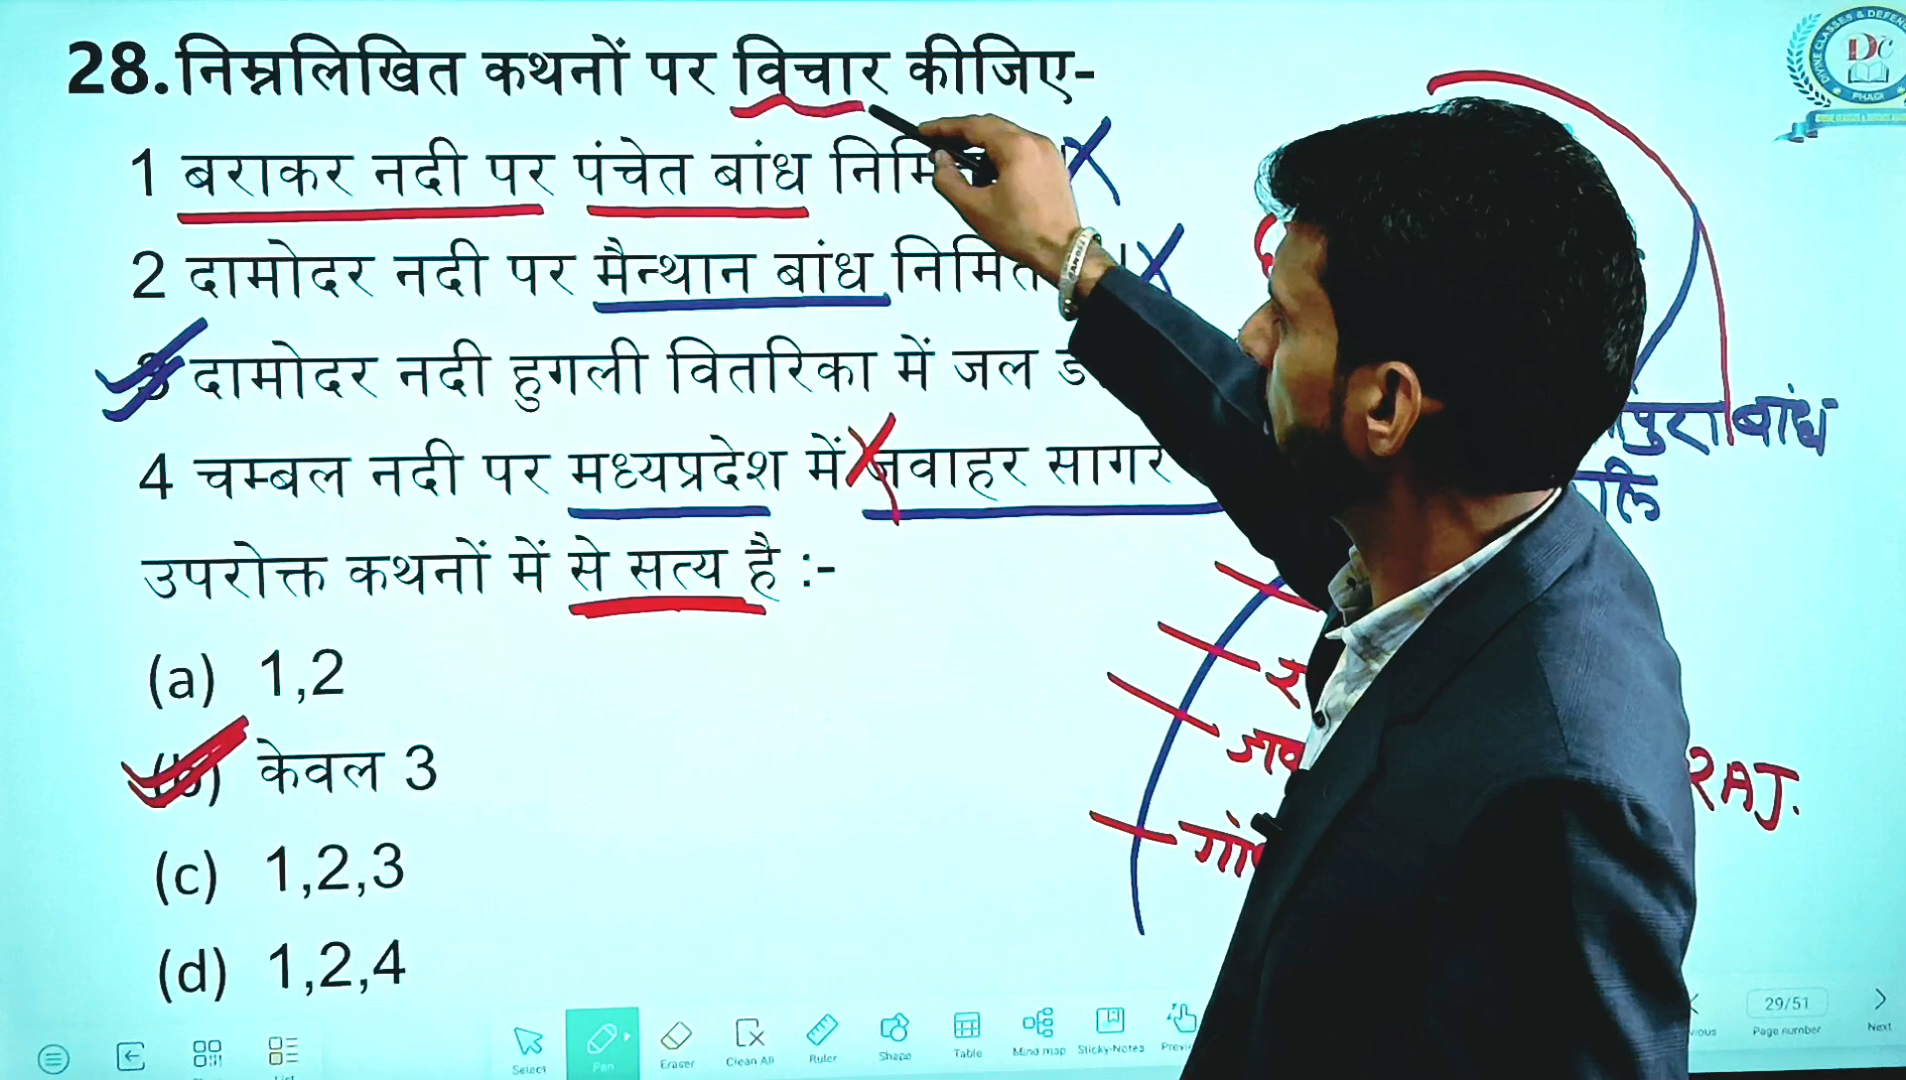 28. निम्नलिखित कथनों पर विचार कीजिए-
1 बराकर नदी पर पंचेत बांध
2 दामोदर नदी पर मैन्थान बांध निर्मित
3 दामोदर नदी हुगली वितरिका में जल
4 चम्बल नदी पर मध्यप्रदेश में जवाहर सागर
उपरोक्त कथनों में से सत्य है :-
(a) 1,2
(b) केवल 3
(c) 1,2,3
(d) 1,2,4
बांध
RAJ.
DC
PHAGI
Select
Pen
Eraser
Clean All
Ruler
Shape
Table
Mind map
Sticky-Notes
29/51
Page number
Next